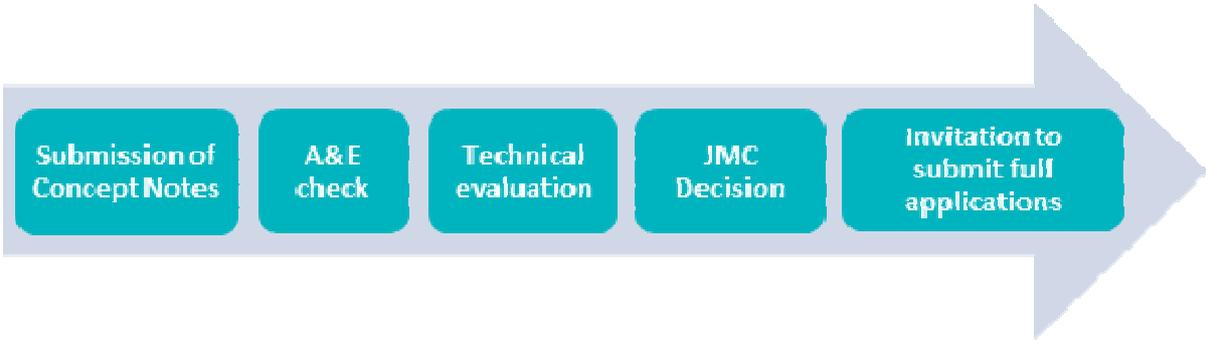 Submission of
Concept Notes
A&E
check
Technical
evaluation
JMC
Decision
Invitation to
submit full
applications